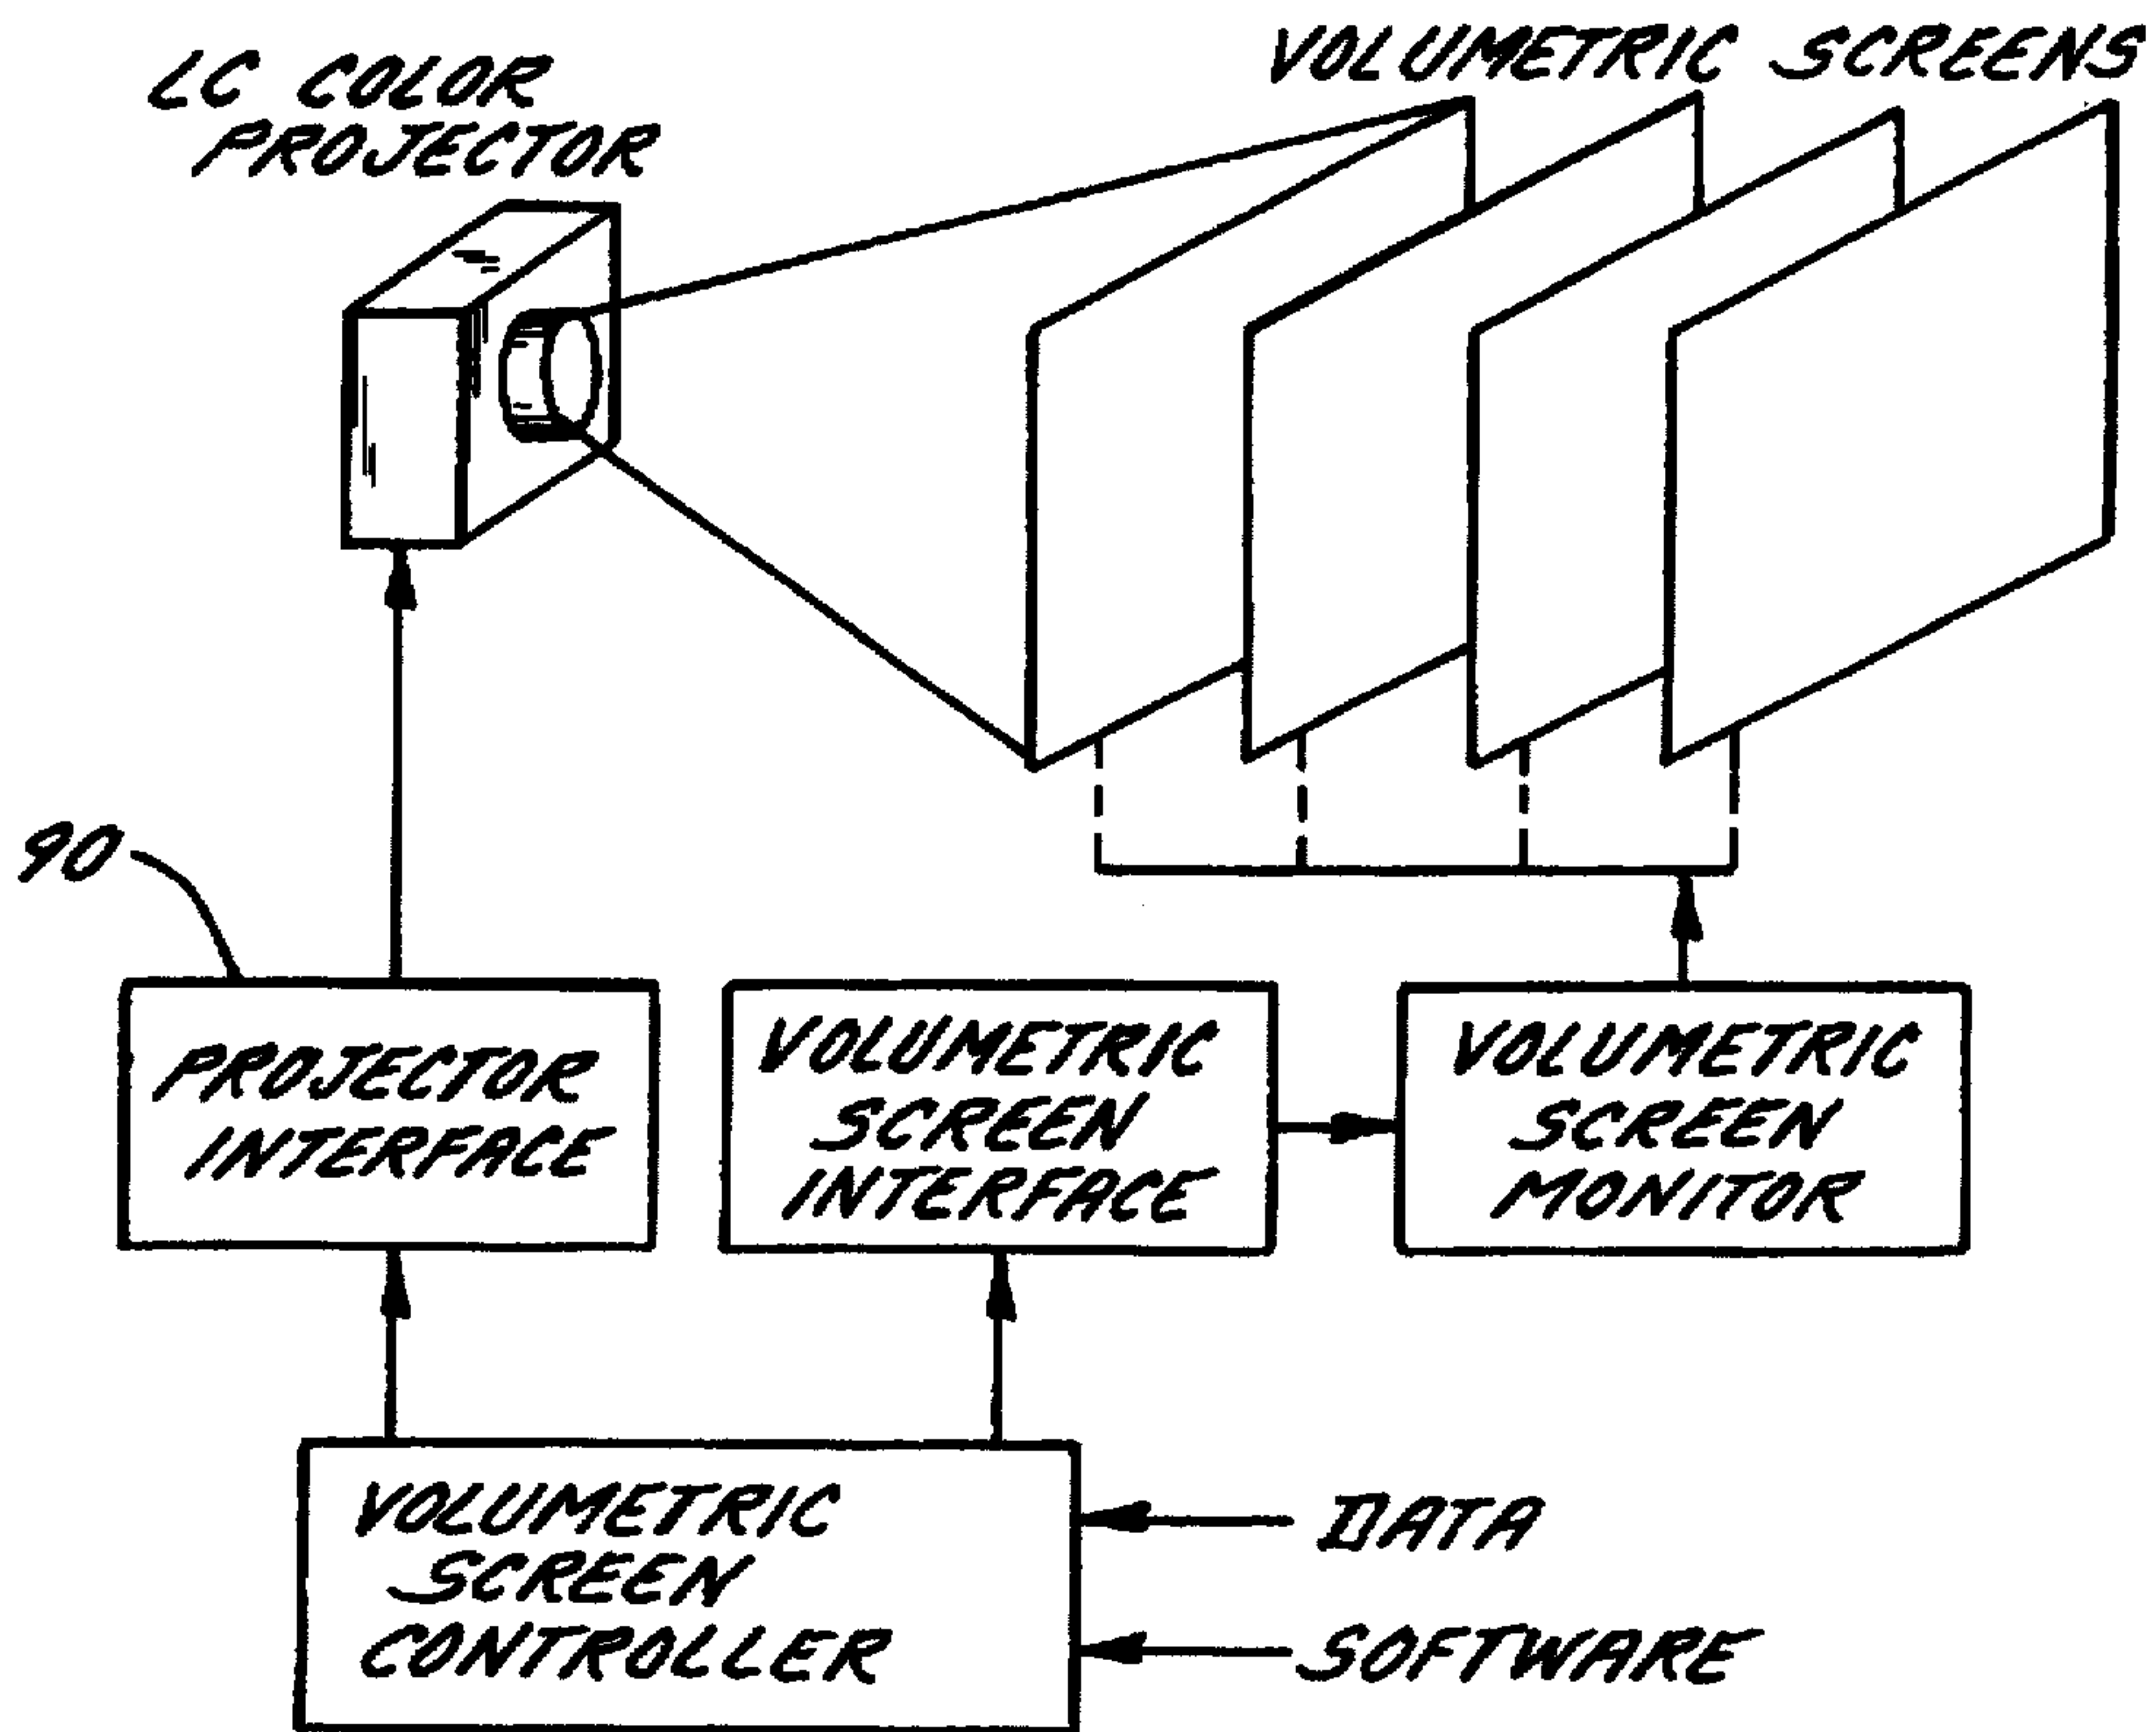 LC COLOR
PROJECTOR
VOLUMETRIC SCREENS
90
PROJECTOR
INTERFACE
VOLUMETRIC
SCREEN
INTERFACE
VOLUMETRIC
SCREEN
MONITOR
VOLUMETRIC
SCREEN
CONTROLLER
DATA
SOFTWARE